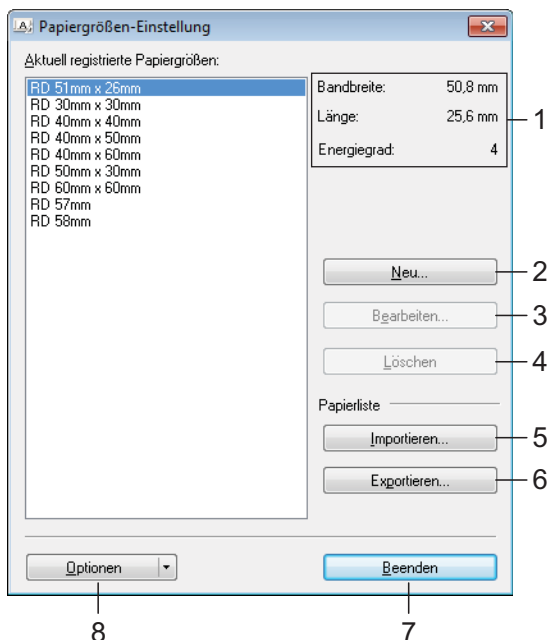 Papiergrößen-Einstellung
Aktuell registrierte Papiergrößen:
RD 51mm x 26mm
RD 30mm x 30mm
RD 40mm x 40mm
RD 40mm x 50mm
RD 40mm x 60mm
RD 50mm x 30mm
RD 60mm x 60mm
RD 57mm
RD 58mm
Bandbreite: 50,8 mm
Länge: 25,6 mm
Energiegrad: 4
1
Neu...
2
Bearbeiten...
3
Löschen
4
Papierliste
Importieren...
5
Exportieren...
6
Optionen
Beenden
8
7